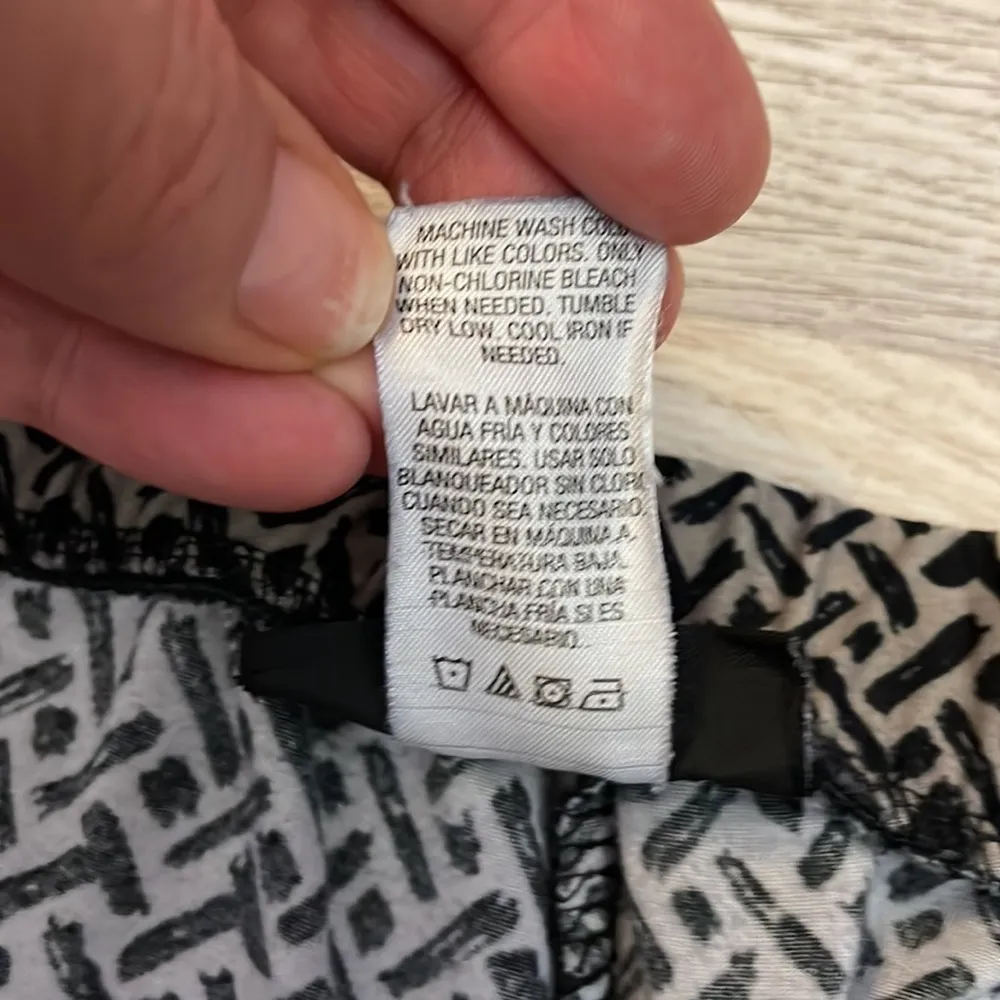 MACHINE WASH COLD
WITH LIKE COLORS. ONLY
NON-CHLORINE BLEACH
WHEN NEEDED. TUMBLE
DRY LOW. COOL IRON IF
NEEDED.
LAVAR A MÁQUINA CON
AGUA FRÍA Y COLORES
SIMILARES. USAR SOLO
BLANQUEADOR SIN CLORO
CUANDO SEA NECESARIO.
SECAR EN MÁQUINA A
TEMPERATURA BAJA.
PLANCHAR CON UNA
PLANCHA FRÍA SI ES
NECESARIO.